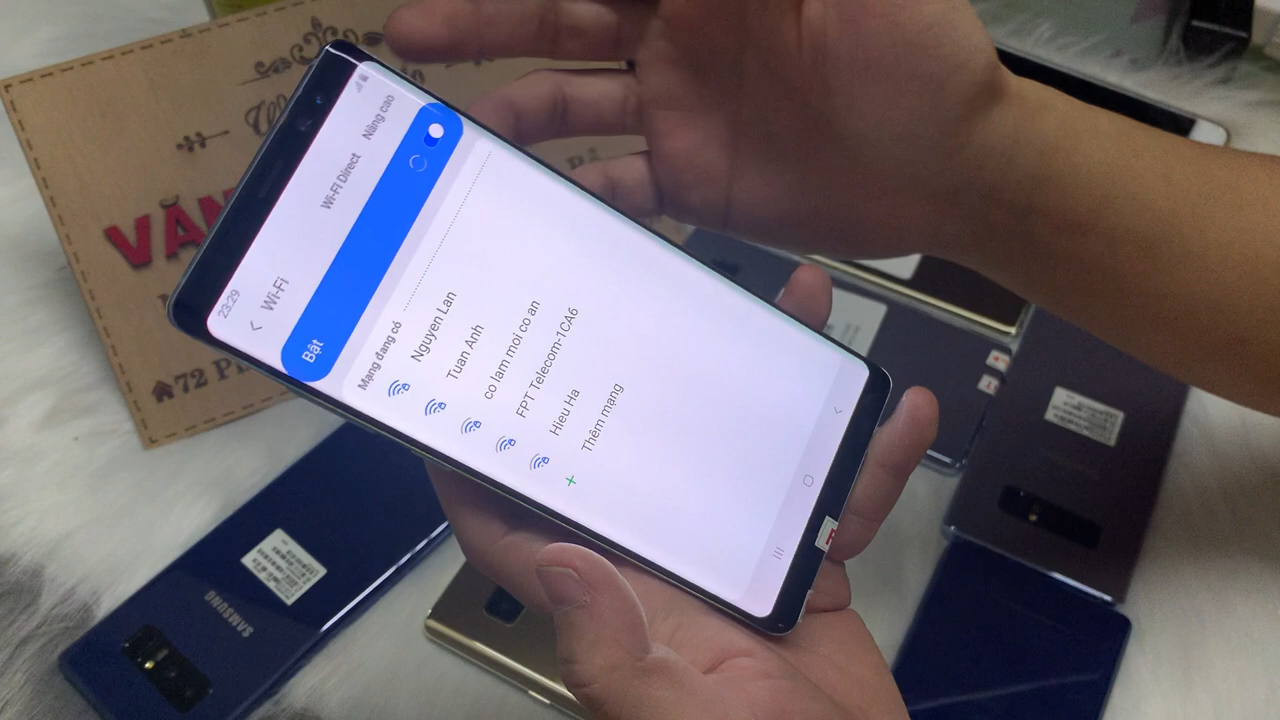 23:29
Wi-Fi
Wi-Fi Direct
Nâng cao
Bật
Mạng đang có
Nguyen Lan
Tuan Anh
co lam moi co an
FPT Telecom-1CA6
Hieu Ha
Thêm mạng
VĂN
72
SAMSUNG